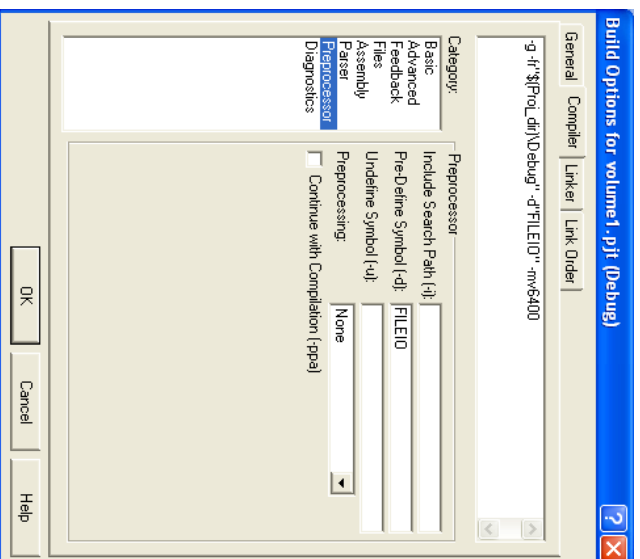 Build Options for volume1.pjt (Debug)
General Compiler Linker Link Order
-g -fr"$(Proj_dir)\Debug" -d"FILEIO" -mv6400
Category:
Basic
Advanced
Feedback
Files
Assembly
Parser
Preprocessor
Diagnostics
Preprocessor
Include Search Path (-i):
Pre-Define Symbol (-d): FILEIO
Undefine Symbol (-u):
Preprocessing: None
Continue with Compilation (-ppa)
OK Cancel Help